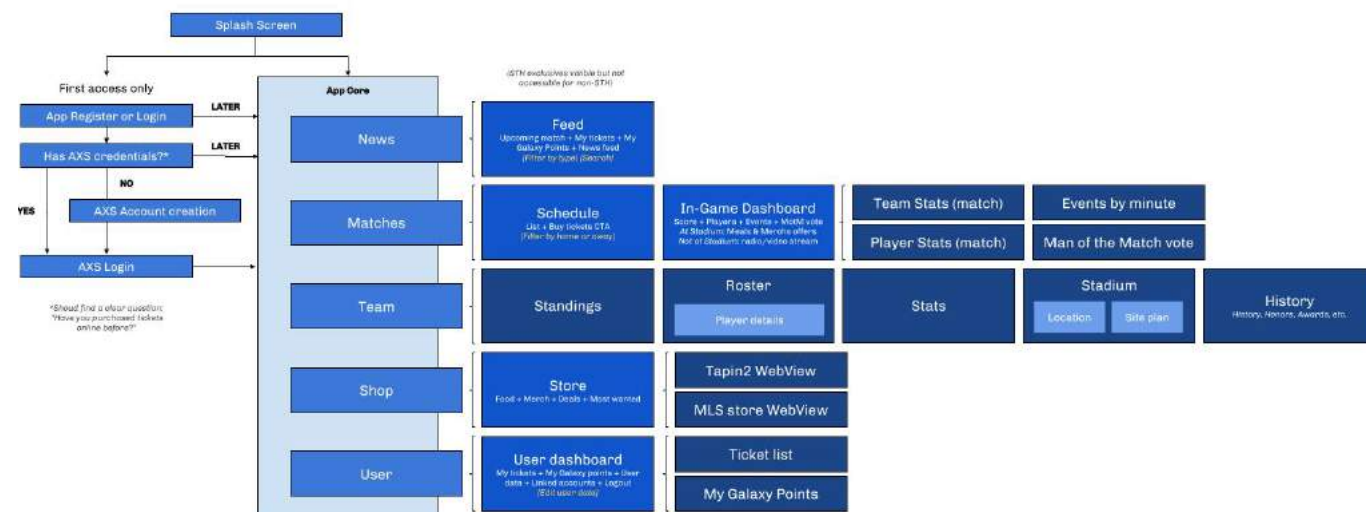 Splash Screen
First access only
App Register or Login
LATER
Has AXS credentials?*
LATER
NO
YES
AXS Account creation
AXS Login
*Shoud find a clear question:
"Have you purchased tickets
online before?"
App Core
News
Matches
Team
Shop
User
(STH exclusives visible but not
accessible for non-STH)
Feed
Upcoming match + My tickets + My
Galaxy Points + News feed
(Filter by type) (Search)
Schedule
List + Buy tickets CTA
(Filter by home or away)
In-Game Dashboard
Score + Players + Events + MotM vote
At Stadium: Meals & Merchs offers
Not at Stadium: radio/video stream
Team Stats (match)
Events by minute
Player Stats (match)
Man of the Match vote
Standings
Roster
Player details
Stats
Stadium
Location
Site plan
History
History, Honors, Awards, etc.
Store
Food + Merch + Deals + Most wanted
Tapin2 WebView
MLS store WebView
User dashboard
My tickets + My Galaxy points + User
data + Linked accounts + Logout
(Edit user data)
Ticket list
My Galaxy Points